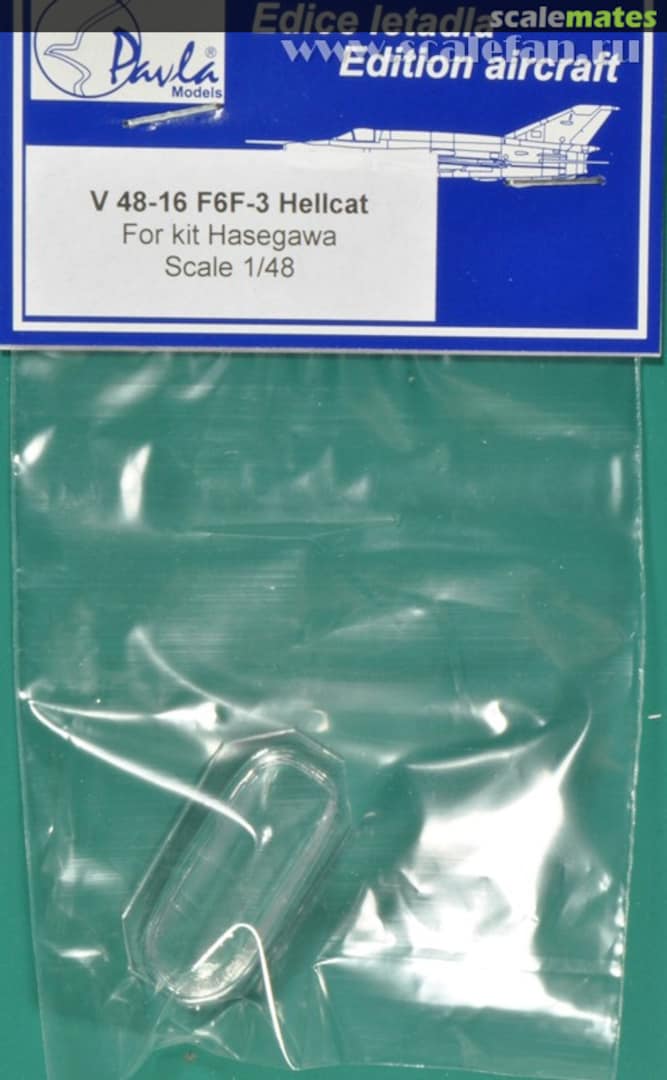 scalemates
Edice letadla
www.scalefan.ru
Edition aircraft
Pavla®
Models
V 48-16 F6F-3 Hellcat
For kit Hasegawa
Scale 1/48